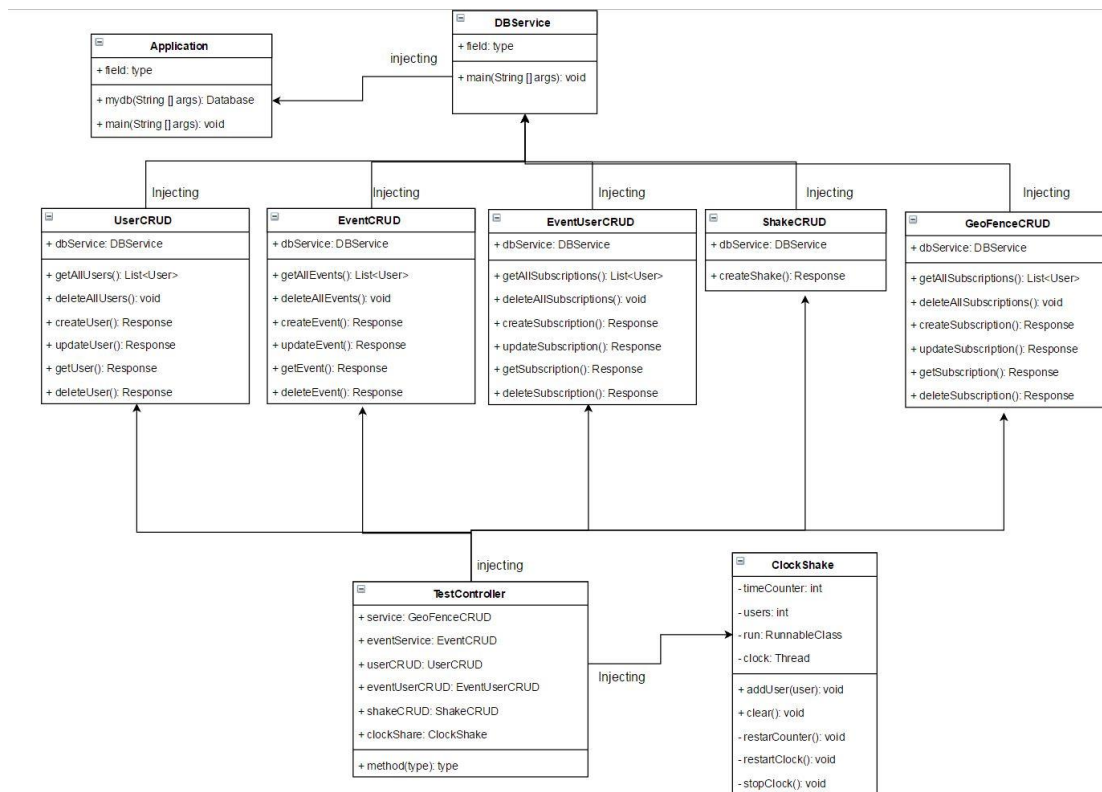 DBService
+ field: type
+ main(String [] args): void
Application
+ field: type
+ mydb(String [] args): Database
+ main(String [] args): void
injecting
Injecting
Injecting
Injecting
Injecting
Injecting
UserCRUD
+ dbService: DBService
+ getAllUsers(): List<User>
+ deleteAllUsers(): void
+ createUser(): Response
+ updateUser(): Response
+ getUser(): Response
+ deleteUser(): Response
EventCRUD
+ dbService: DBService
+ getAllEvents(): List<User>
+ deleteAllEvents(): void
+ createEvent(): Response
+ updateEvent(): Response
+ getEvent(): Response
+ deleteEvent(): Response
EventUserCRUD
+ dbService: DBService
+ getAllSubscriptions(): List<User>
+ deleteAllSubscriptions(): void
+ createSubscription(): Response
+ updateSubscription(): Response
+ getSubscription(): Response
+ deleteSubscription(): Response
ShakeCRUD
+ dbService: DBService
+ createShake(): Response
GeoFenceCRUD
+ dbService: DBService
+ getAllSubscriptions(): List<User>
+ deleteAllSubscriptions(): void
+ createSubscription(): Response
+ updateSubscription(): Response
+ getSubscription(): Response
+ deleteSubscription(): Response
injecting
TestController
+ service: GeoFenceCRUD
+ eventService: EventCRUD
+ userCRUD: UserCRUD
+ eventUserCRUD: EventUserCRUD
+ shakeCRUD: ShakeCRUD
+ clockShare: ClockShake
+ method(type): type
Injecting
ClockShake
- timeCounter: int
- users: int
- run: RunnableClass
- clock: Thread
+ addUser(user): void
+ clear(): void
- restarCounter(): void
- restartClock(): void
- stopClock(): void